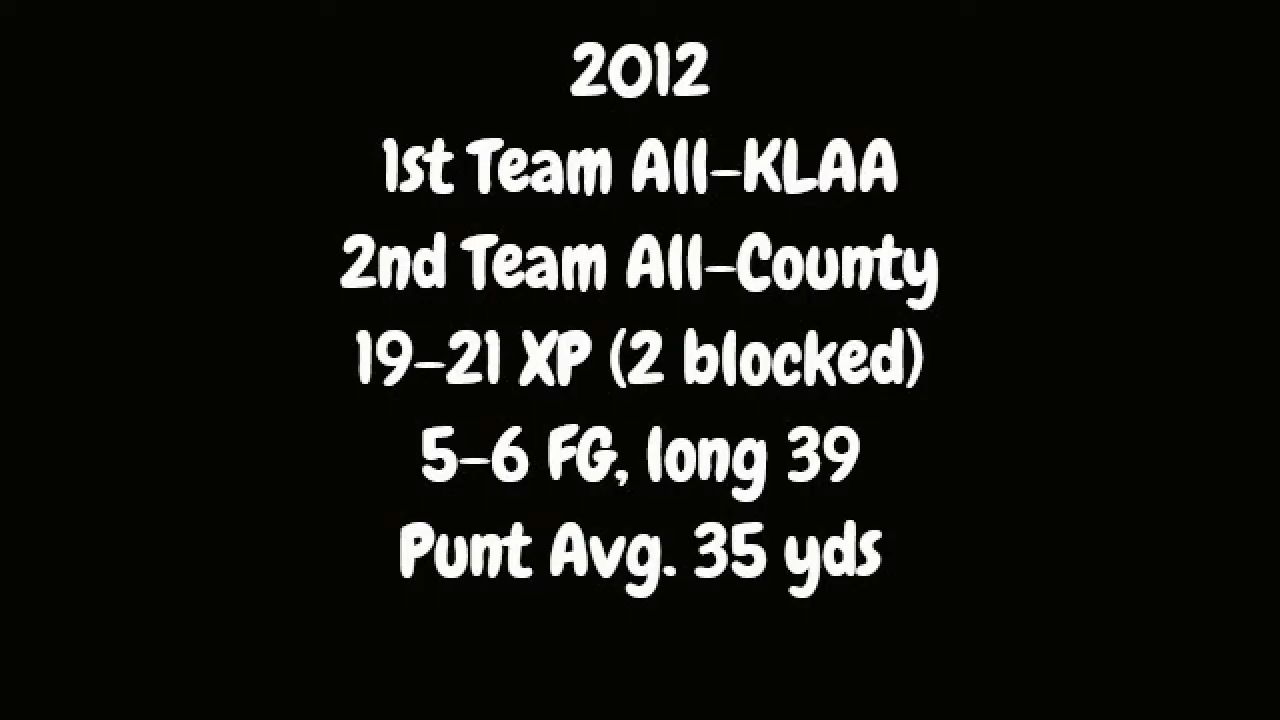 2012
1st Team All-KLAA
2nd Team All-County
19-21 XP (2 blocked)
5-6 FG, long 39
Punt Avg. 35 yds